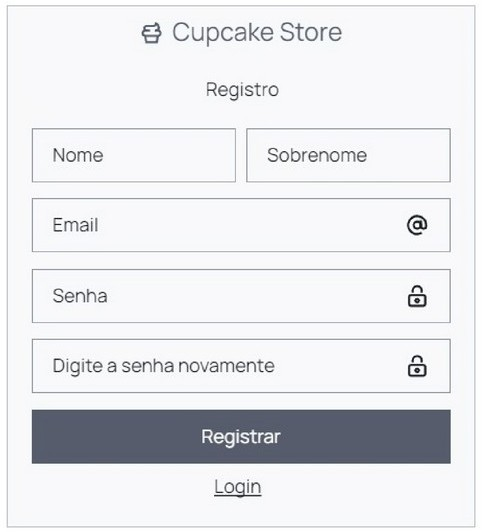 Cupcake Store
Registro
Nome Sobrenome
Email @
Senha
Digite a senha novamente
Registrar
Login